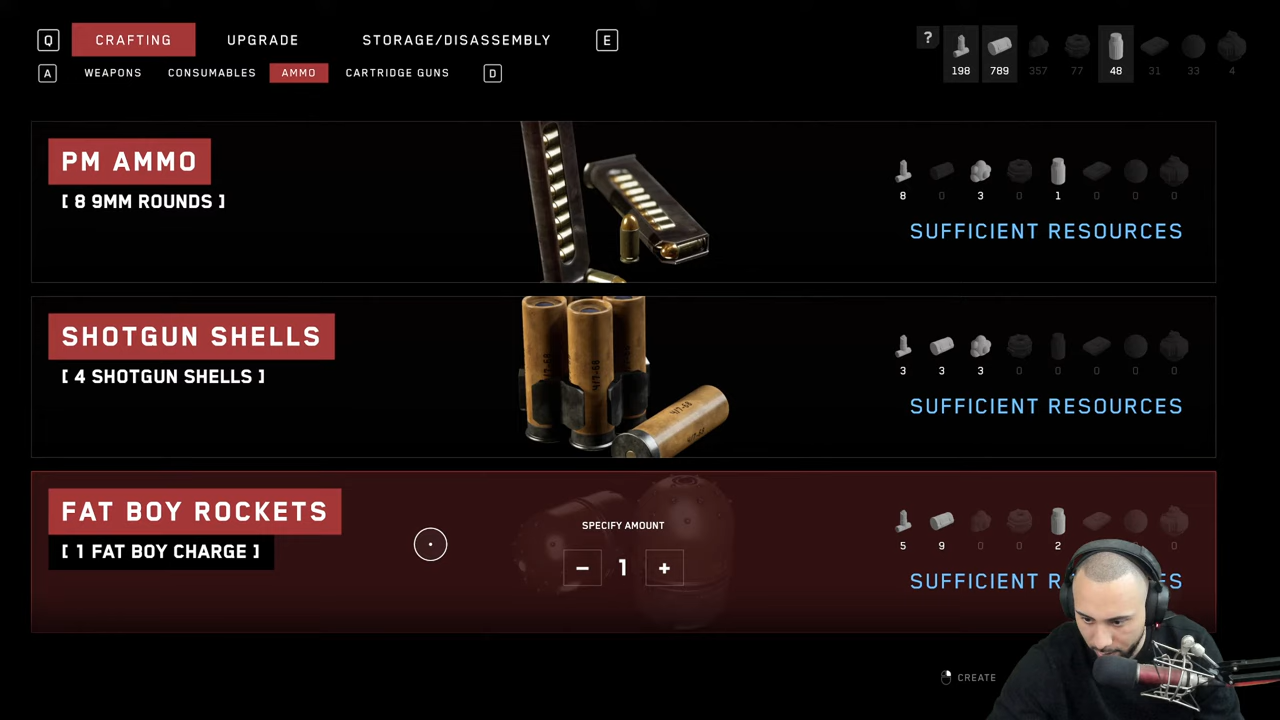 Q CRAFTING UPGRADE STORAGE/DISASSEMBLY E
A WEAPONS CONSUMABLES AMMO CARTRIDGE GUNS D
?
198 789 357 77 48 31 33 4
PM AMMO
[ 8 9MM ROUNDS ]
8 0 3 0 1 0 0 0
SUFFICIENT RESOURCES
SHOTGUN SHELLS
[ 4 SHOTGUN SHELLS ]
3 3 3 0 0 0 0 0
SUFFICIENT RESOURCES
FAT BOY ROCKETS
[ 1 FAT BOY CHARGE ]
SPECIFY AMOUNT
− 1 +
5 9 0 0 2 0 0
SUFFICIENT
CREATE